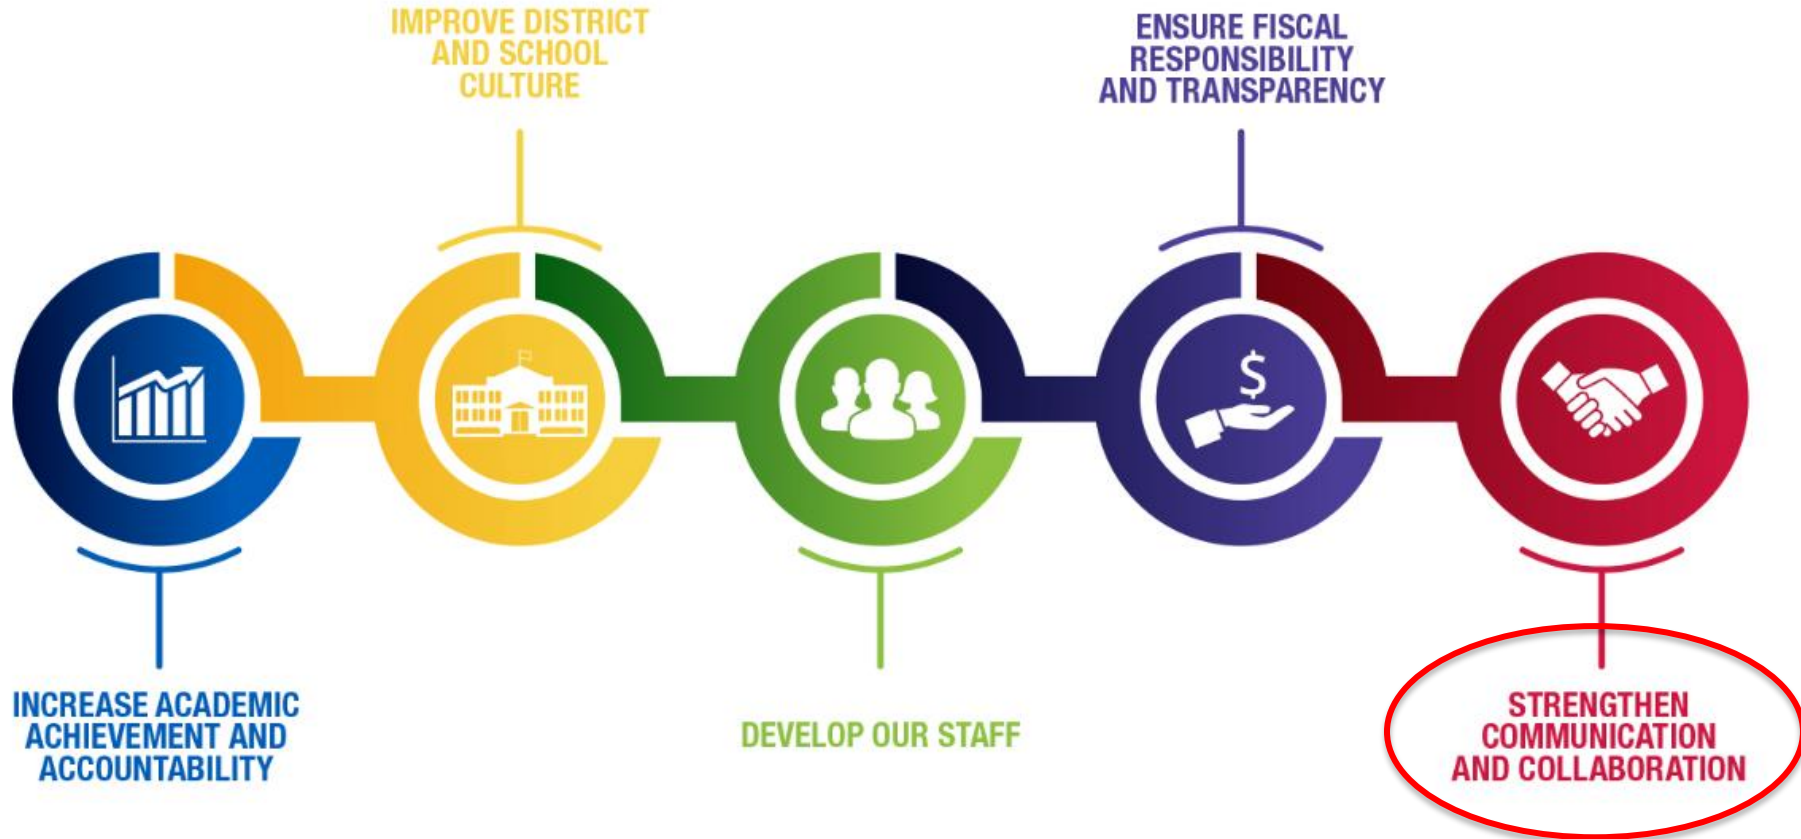 IMPROVE DISTRICT
AND SCHOOL
CULTURE
ENSURE FISCAL
RESPONSIBILITY
AND TRANSPARENCY
$
INCREASE ACADEMIC
ACHIEVEMENT AND
ACCOUNTABILITY
DEVELOP OUR STAFF
STRENGTHEN
COMMUNICATION
AND COLLABORATION